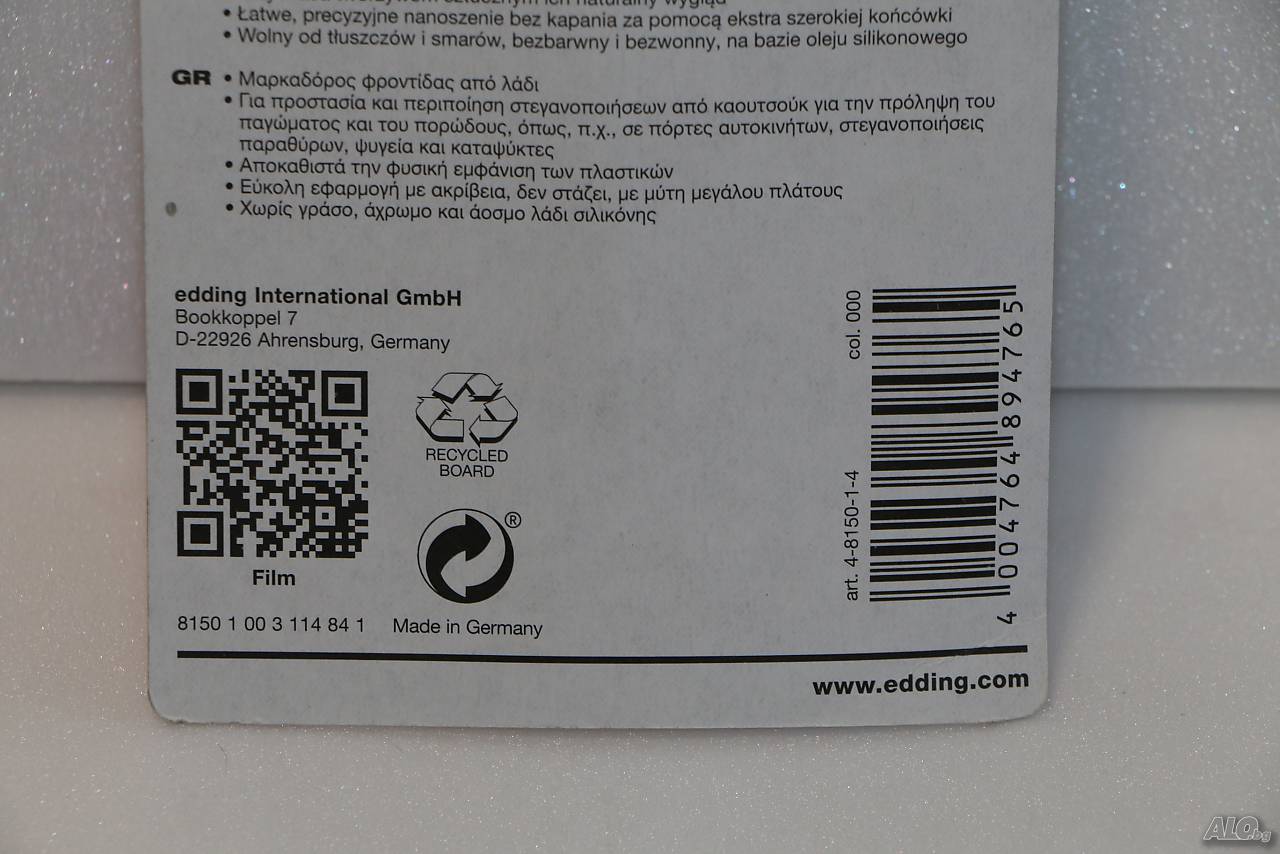 • Łatwe, precyzyjne nanoszenie bez kapania za pomocą ekstra szerokiej końcówki
• Wolny od tłuszczów i smarów, bezbarwny i bezwonny, na bazie oleju silikonowego
GR • Μαρκαδόρος φροντίδας από λάδι
• Για προστασία και περιποίηση στεγανοποιήσεων από καουτσούκ για την πρόληψη του
παγώματος και του πορώδους, όπως, π.χ., σε πόρτες αυτοκινήτων, στεγανοποιήσεις
παραθύρων, ψυγεία και καταψύκτες
• Αποκαθιστά την φυσική εμφάνιση των πλαστικών
• Εύκολη εφαρμογή με ακρίβεια, δεν στάζει, με μύτη μεγάλου πλάτους
• Χωρίς γράσο, άχρωμο και άοσμο λάδι σιλικόνης
edding International GmbH
Bookkoppel 7
D-22926 Ahrensburg, Germany
RECYCLED
BOARD
®
Film
8150 1 00 3 114 84 1
Made in Germany
col. 000
art. 4-8150-1-4
4 004764 894765
www.edding.com
ALO.bg